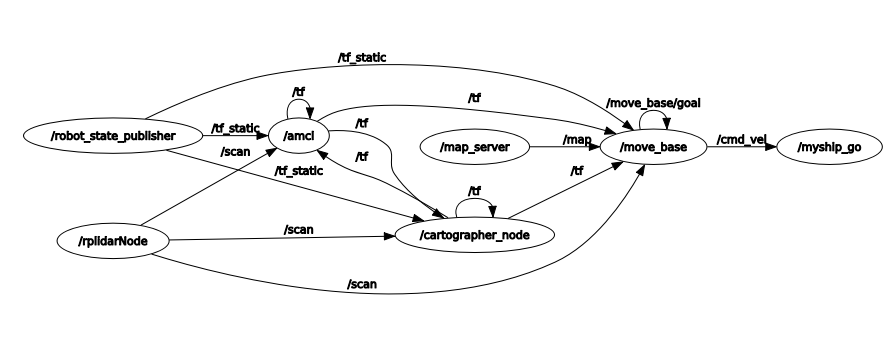 /tf_static
/tf
/tf
/move_base/goal
/robot_state_publisher
/tf_static
/amcl
/tf
/map_server
/map
/move_base
/cmd_vel
/myship_go
/scan
/tf
/tf_static
/tf
/tf
/rplidarNode
/scan
/cartographer_node
/scan